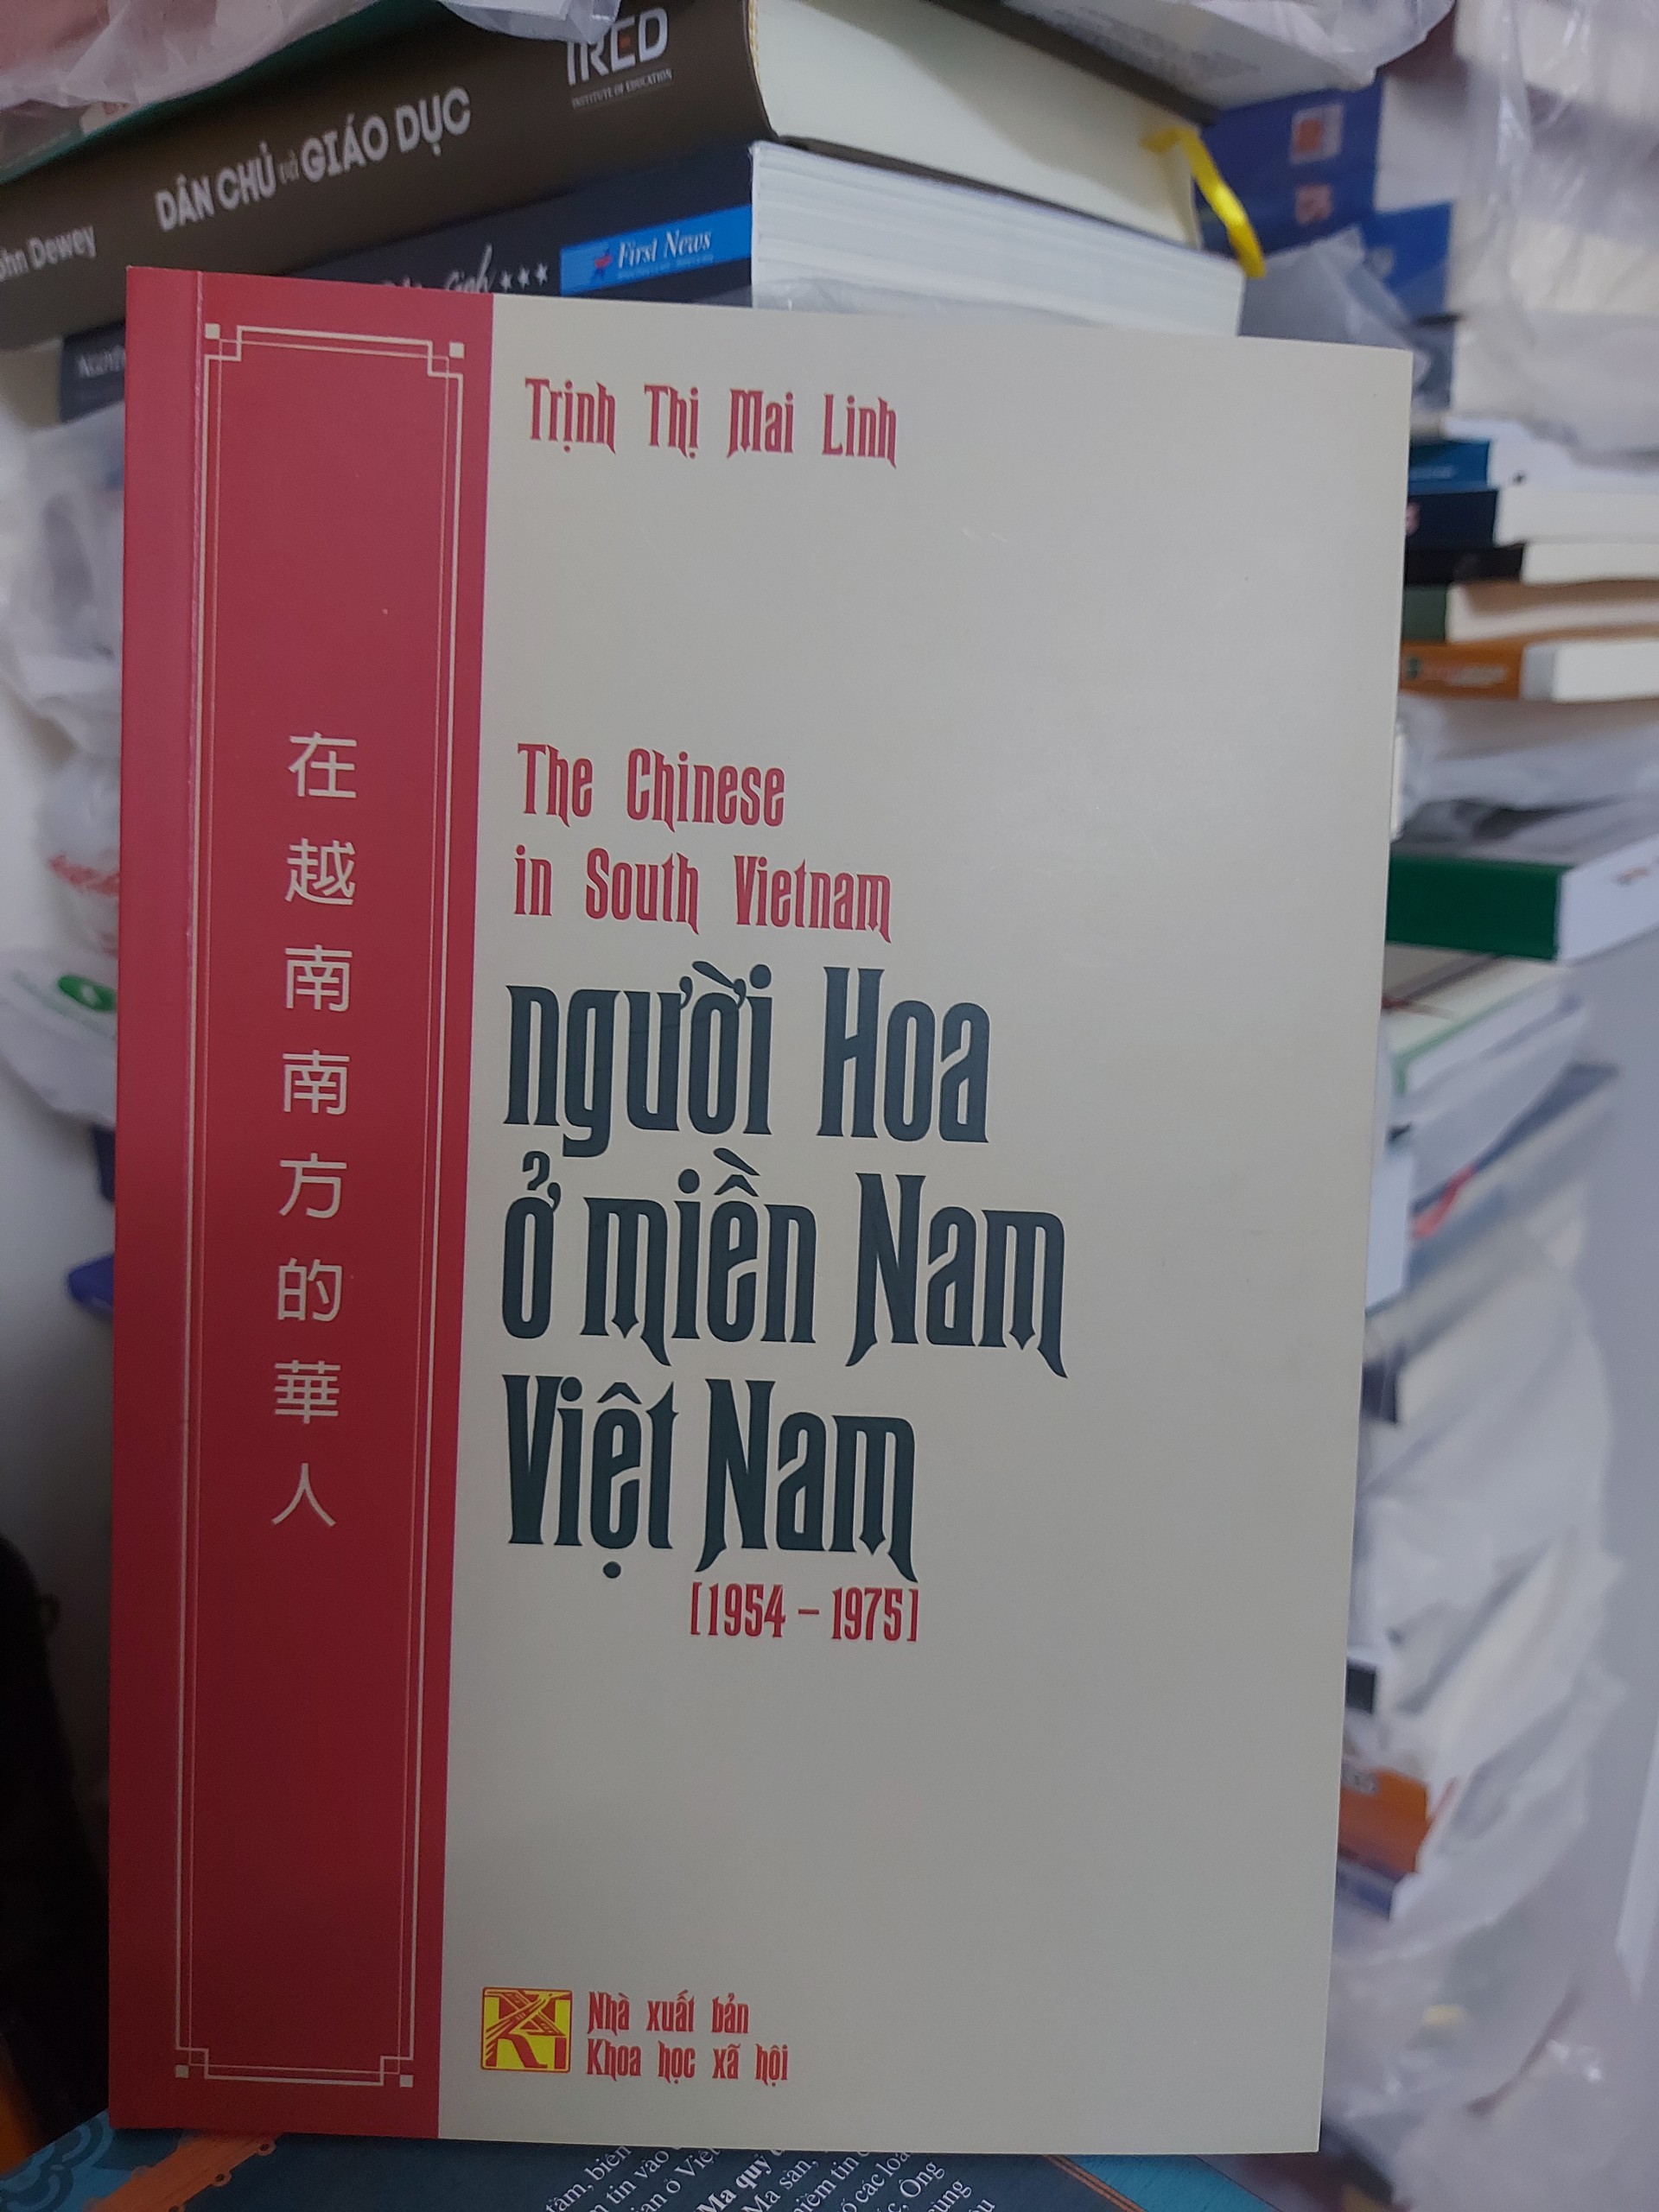 IRED
INSTITUTE OF EDUCATION
DÂN CHỦ và GIÁO DỤC
John Dewey
First News
Trịnh Thị Mai Linh
在越南南方的華人
The Chinese
in South Vietnam
người Hoa
ở miền Nam
Việt Nam
[1954 – 1975]
Nhà xuất bản
Khoa học xã hội